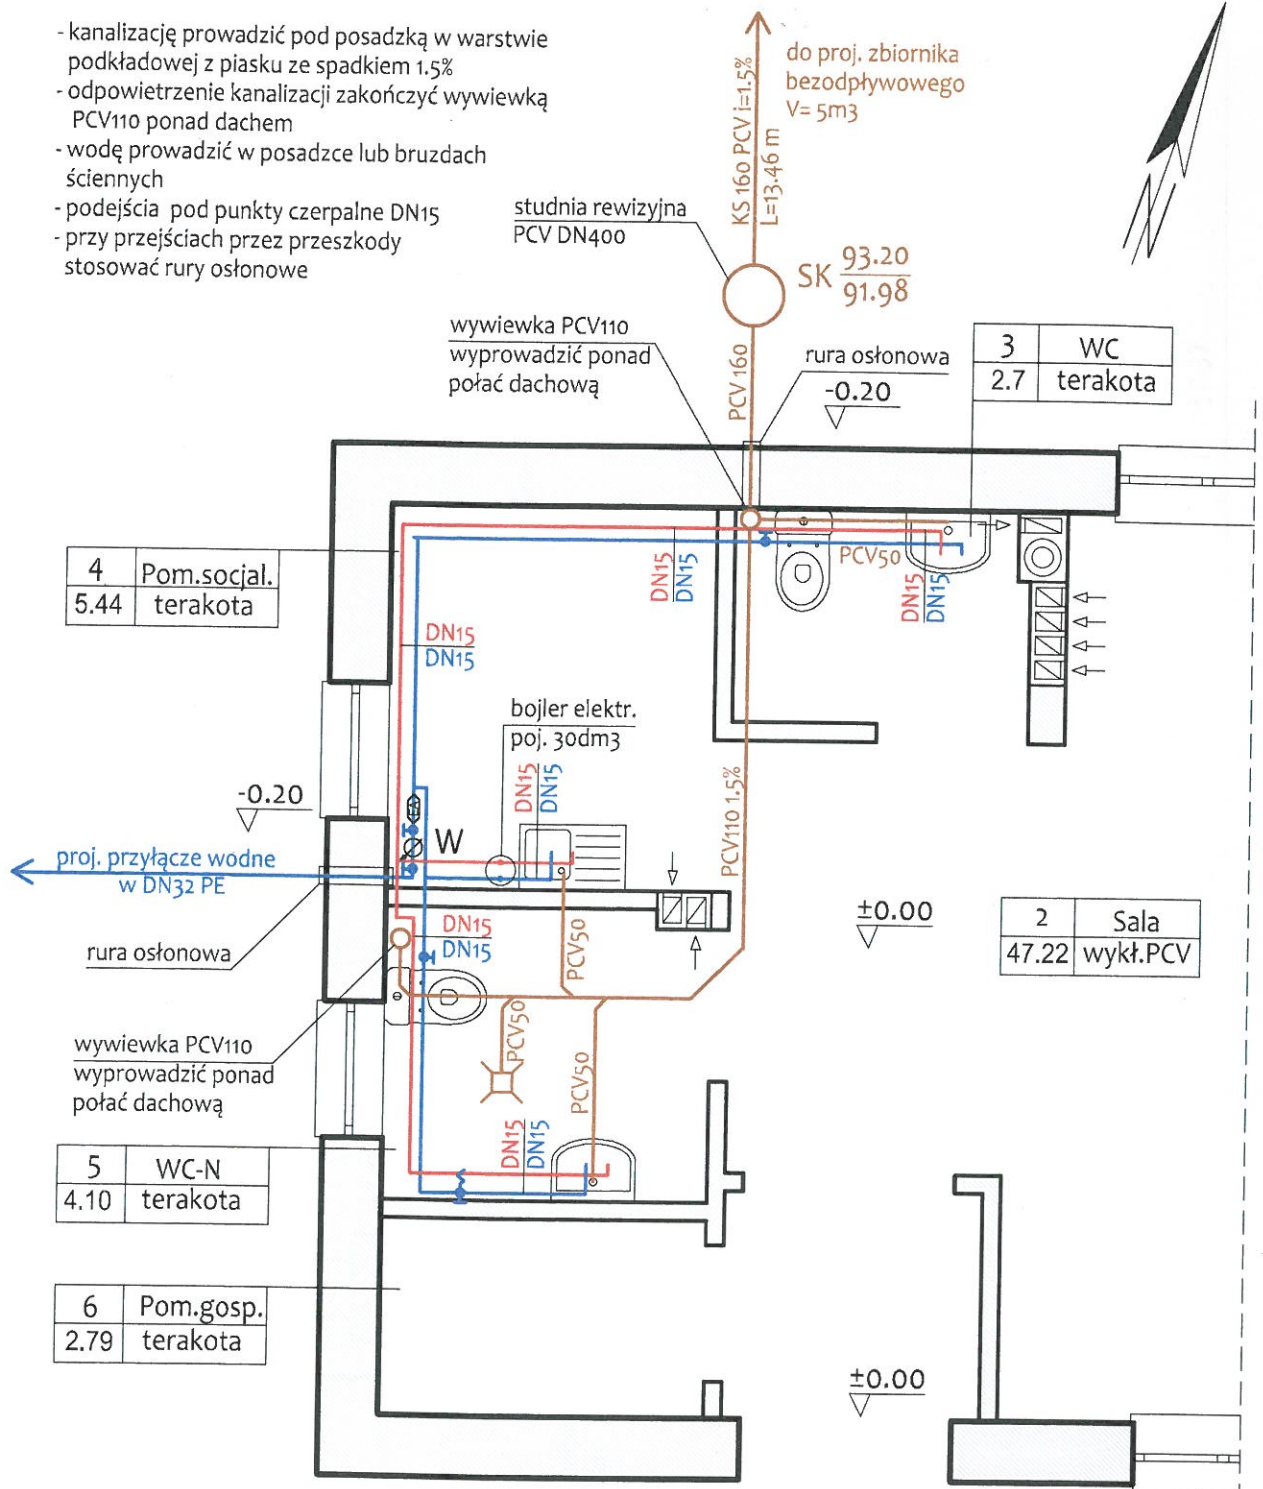 - kanalizację prowadzić pod posadzką w warstwie
podkładowej z piasku ze spadkiem 1.5%
- odpowietrzenie kanalizacji zakończyć wywiewką
PCV110 ponad dachem
- wodę prowadzić w posadzce lub bruzdach
ściennych
- podejścia pod punkty czerpalne DN15
- przy przejściach przez przeszkody
stosować rury osłonowe
do proj. zbiornika
bezodpływowego
V= 5m3
KS 160 PCV i=1.5%
L=13.46 m
studnia rewizyjna
PCV DN400
SK 93.20
91.98
wywiewka PCV110
wyprowadzić ponad
połać dachową
PCV 160
rura osłonowa
-0.20
3 WC
2.7 terakota
4 Pom.socjal.
5.44 terakota
PCV50
DN15
DN15
DN15
DN15
DN15
DN15
bojler elektr.
poj. 30dm3
DN15
DN15
PCV110 1.5%
-0.20
EA
W
proj. przyłącze wodne
w DN32 PE
rura osłonowa
DN15
DN15
PCV50
±0.00
2 Sala
47.22 wykł.PCV
wywiewka PCV110
wyprowadzić ponad
połać dachową
PCV50
PCV50
DN15
DN15
5 WC-N
4.10 terakota
6 Pom.gosp.
2.79 terakota
±0.00
N